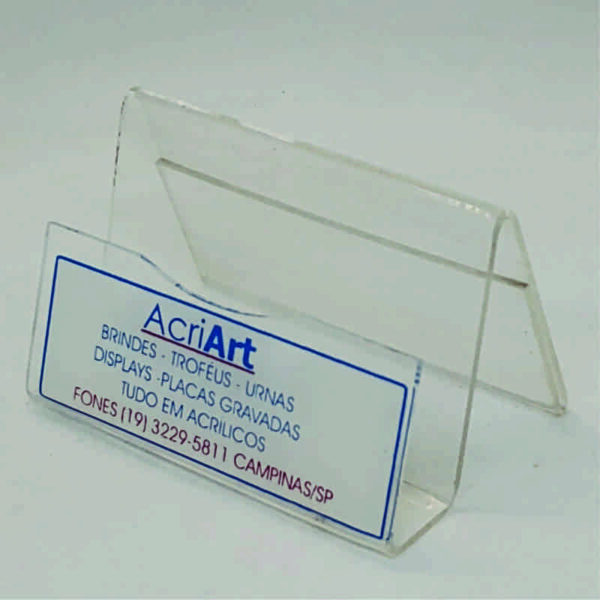 AcriArt
BRINDES - TROFÉUS - URNAS
DISPLAYS -PLACAS GRAVADAS
TUDO EM ACRILICOS
FONES (19) 3229-5811 CAMPINAS/SP